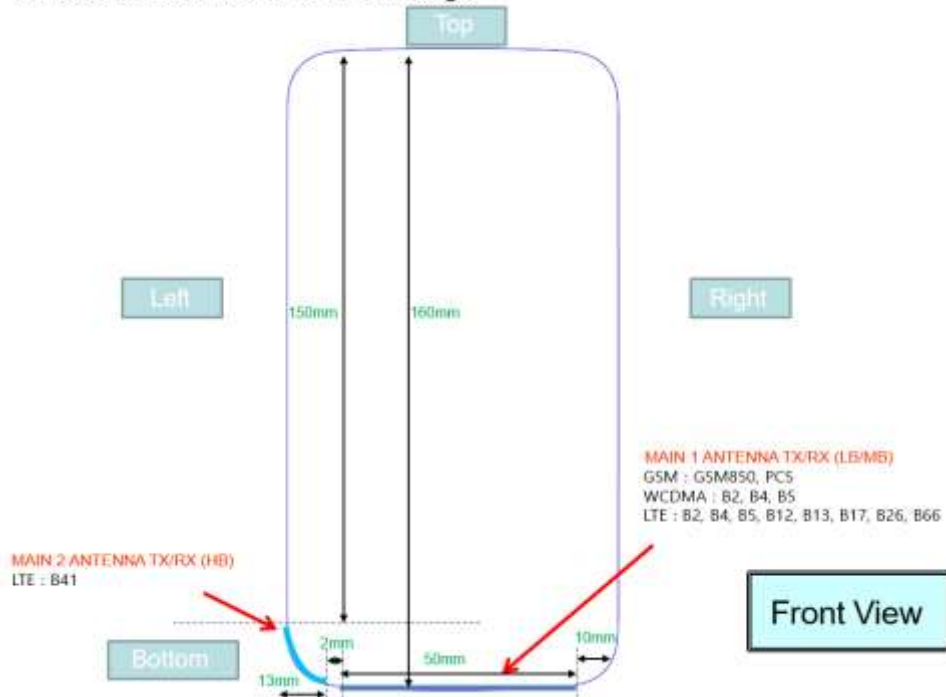 Top
Left
150mm
160mm
Right
MAIN 1 ANTENNA TX/RX (LB/MB)
GSM : GSM850, PCS
WCDMA : B2, B4, B5
LTE : B2, B4, B5, B12, B13, B17, B26, B66
MAIN 2 ANTENNA TX/RX (HB)
LTE : B41
Front View
Bottom
2mm
50mm
10mm
13mm